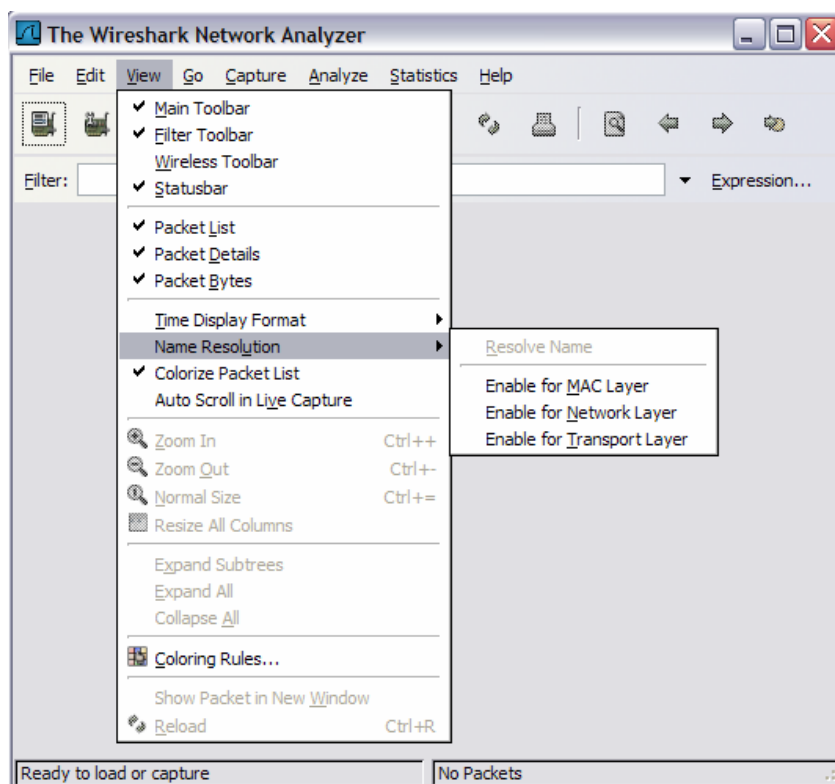 The Wireshark Network Analyzer
File Edit View Go Capture Analyze Statistics Help
Filter: Expression...
Main Toolbar
Filter Toolbar
Wireless Toolbar
Statusbar
Packet List
Packet Details
Packet Bytes
Time Display Format
Name Resolution
Colorize Packet List
Auto Scroll in Live Capture
Zoom In Ctrl++
Zoom Out Ctrl+-
Normal Size Ctrl+=
Resize All Columns
Expand Subtrees
Expand All
Collapse All
Coloring Rules...
Show Packet in New Window
Reload Ctrl+R
Resolve Name
Enable for MAC Layer
Enable for Network Layer
Enable for Transport Layer
Ready to load or capture No Packets